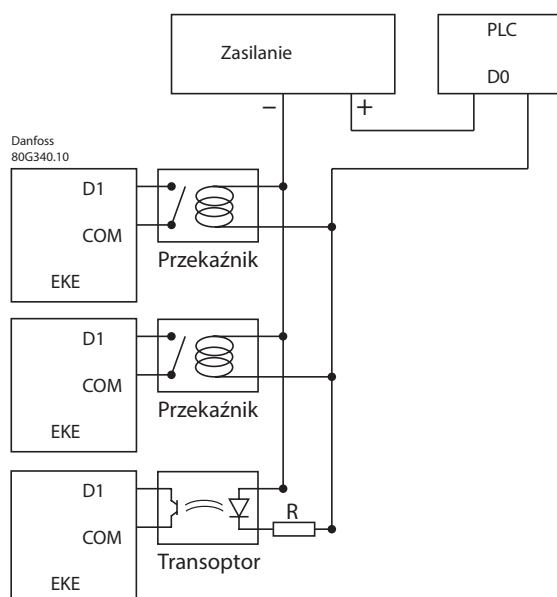 Zasilanie
PLC
D0
− +
Danfoss
80G340.10
D1
COM
EKE
Przekaźnik
D1
COM
EKE
Przekaźnik
D1
COM
EKE
R
Transoptor